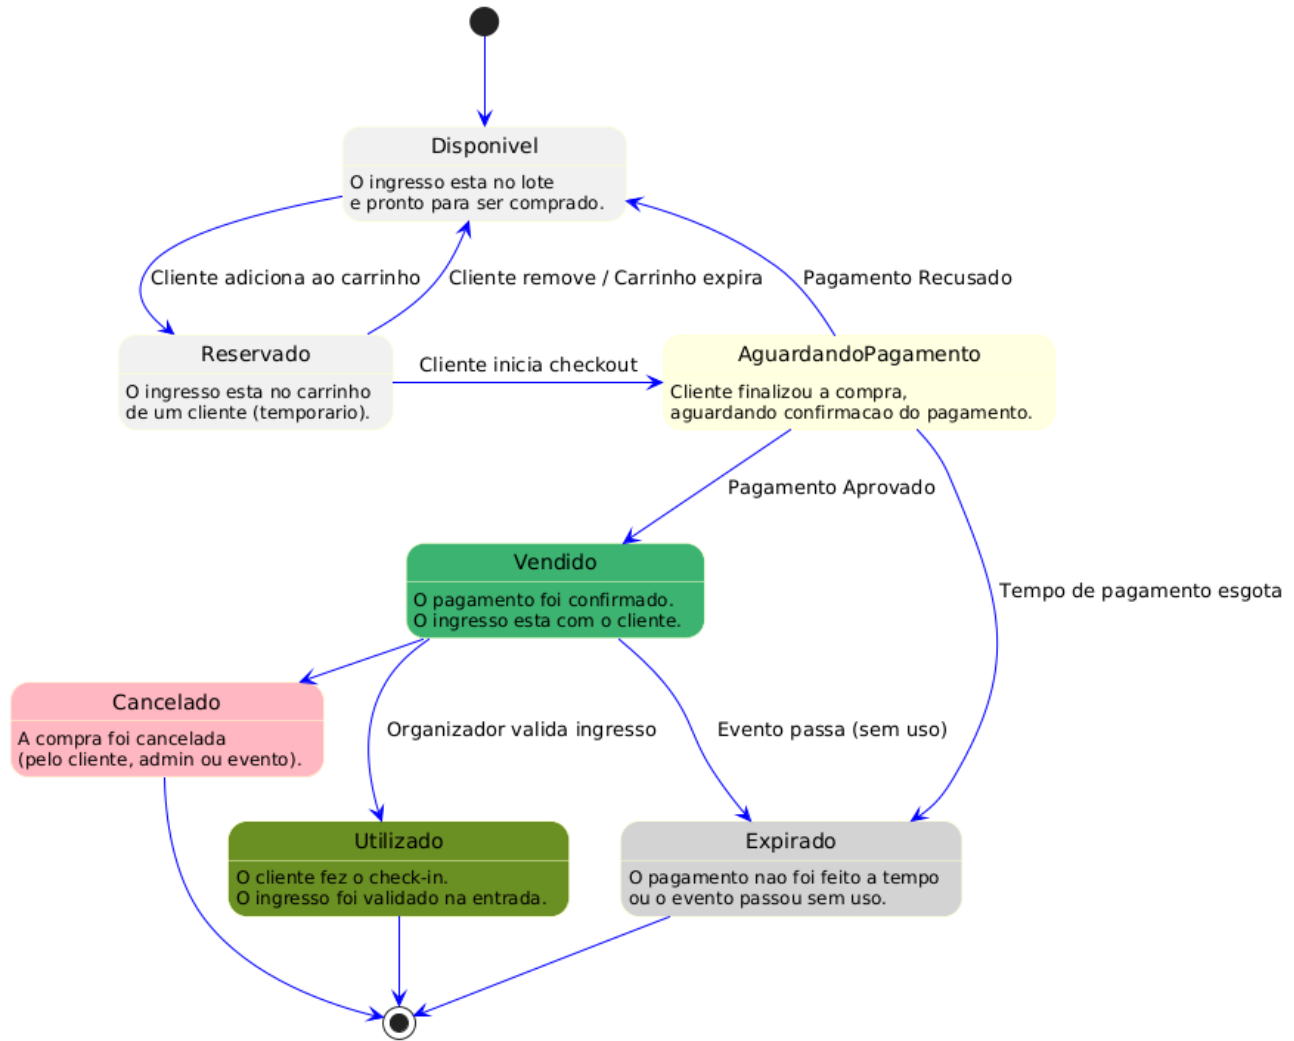 Disponivel
O ingresso esta no lote
e pronto para ser comprado.
Cliente adiciona ao carrinho
Cliente remove / Carrinho expira
Pagamento Recusado
Reservado
O ingresso esta no carrinho
de um cliente (temporario).
Cliente inicia checkout
AguardandoPagamento
Cliente finalizou a compra,
aguardando confirmacao do pagamento.
Pagamento Aprovado
Vendido
O pagamento foi confirmado.
O ingresso esta com o cliente.
Tempo de pagamento esgota
Cancelado
A compra foi cancelada
(pelo cliente, admin ou evento).
Organizador valida ingresso
Evento passa (sem uso)
Utilizado
O cliente fez o check-in.
O ingresso foi validado na entrada.
Expirado
O pagamento nao foi feito a tempo
ou o evento passou sem uso.